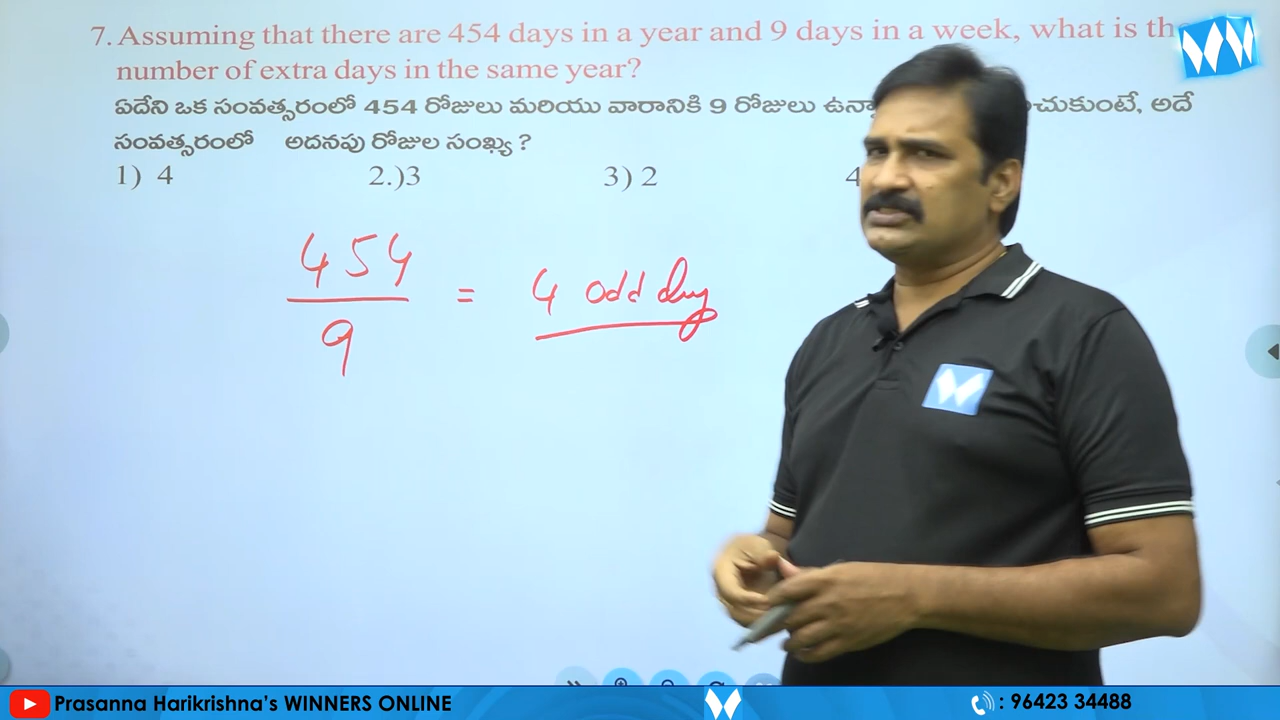 7. Assuming that there are 454 days in a year and 9 days in a week, what is th
number of extra days in the same year?
ఏదేని ఒక సంవత్సరంలో 454 రోజులు మరియు వారానికి 9 రోజులు చుకుంటే, అదే
సంవత్సరంలో అదనపు రోజుల సంఖ్య ?
1) 4 2.)3 3) 2 4
454
9
= 4 odd day
Prasanna Harikrishna's WINNERS ONLINE
: 96423 34488